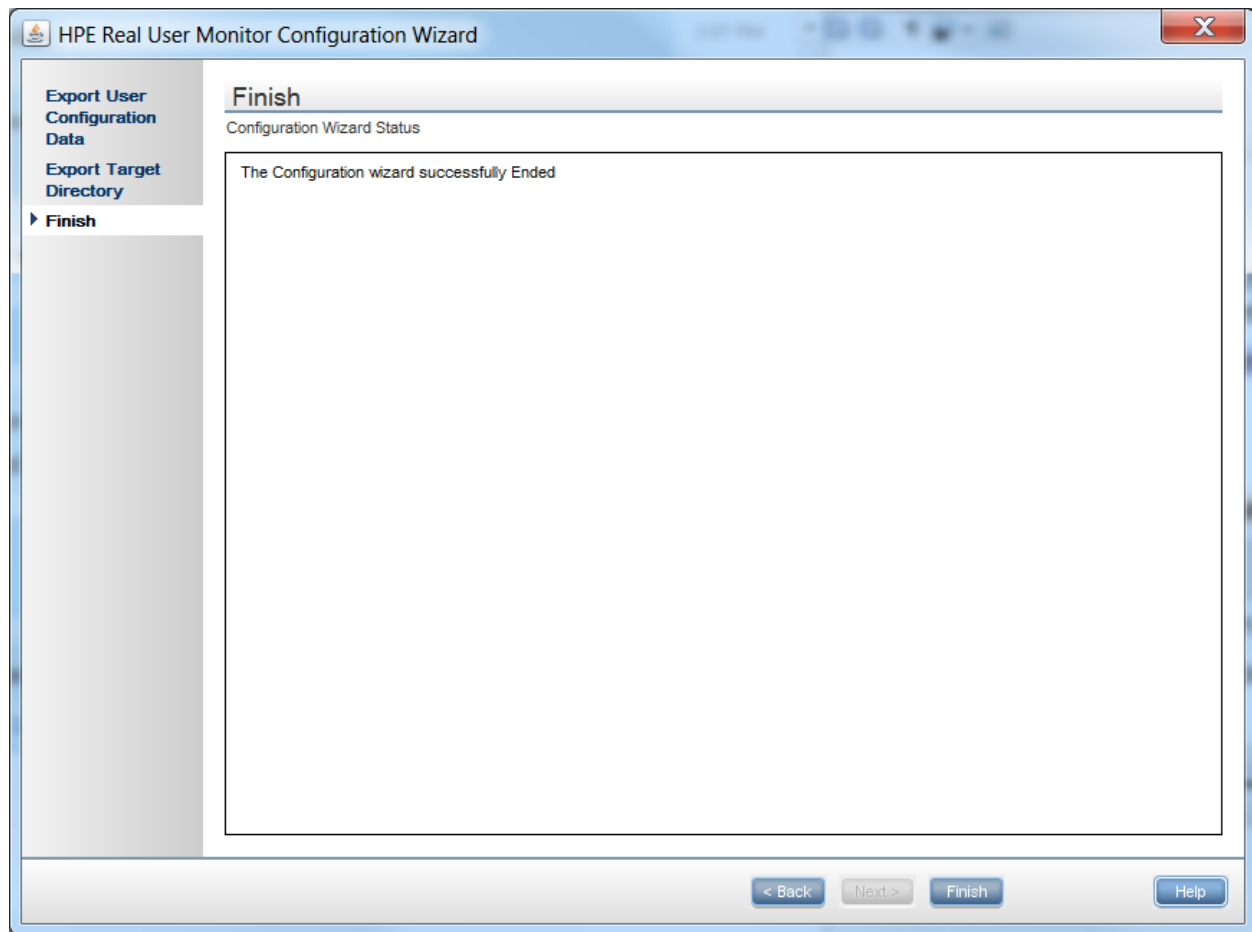 HPE Real User Monitor Configuration Wizard
Export User
Configuration
Data
Export Target
Directory
Finish
Finish
Configuration Wizard Status
The Configuration wizard successfully Ended
< Back
Next >
Finish
Help